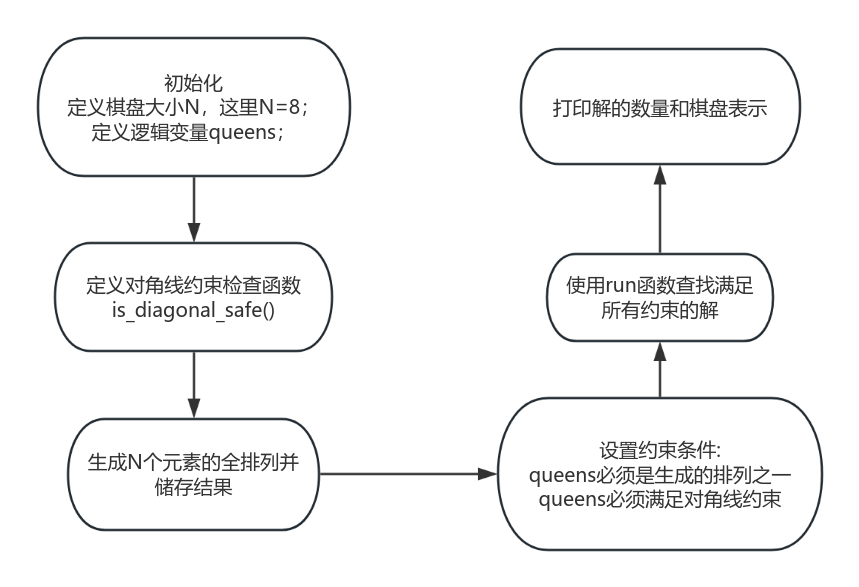 初始化
定义棋盘大小N，这里N=8；
定义逻辑变量queens；
定义对角线约束检查函数
is_diagonal_safe()
生成N个元素的全排列并
储存结果
设置约束条件:
queens必须是生成的排列之一
queens必须满足对角线约束
使用run函数查找满足
所有约束的解
打印解的数量和棋盘表示